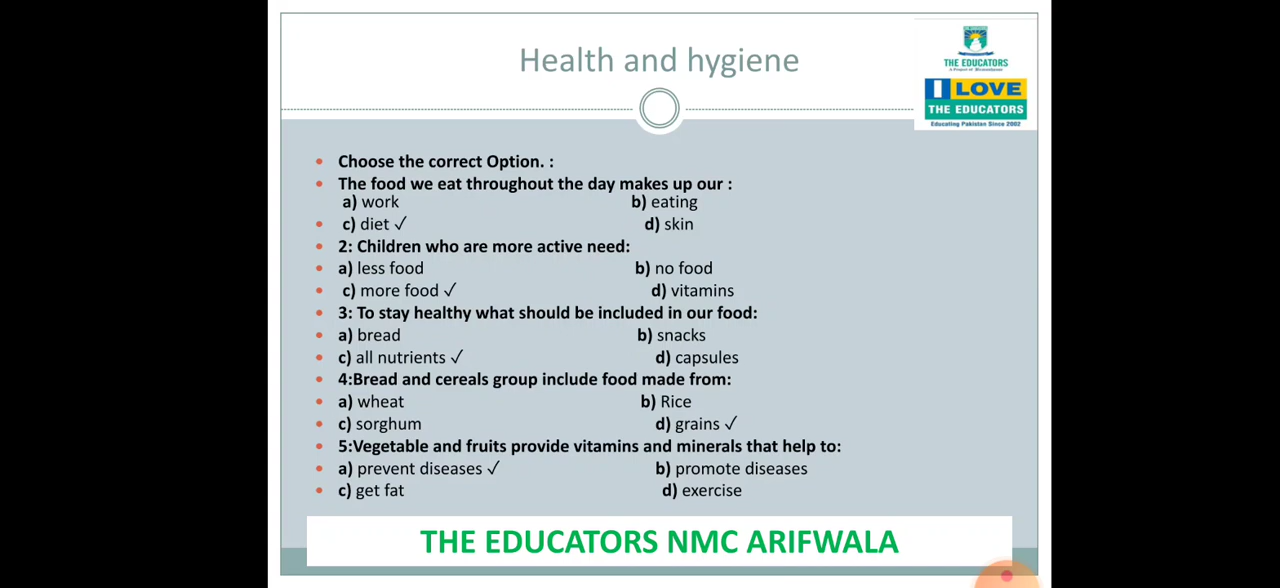 Health and hygiene
THE EDUCATORS
I LOVE
THE EDUCATORS
Educating Pakistan Since 2002
• Choose the correct Option. :
• The food we eat throughout the day makes up our :
a) work b) eating
• c) diet ✓ d) skin
• 2: Children who are more active need:
• a) less food b) no food
• c) more food ✓ d) vitamins
• 3: To stay healthy what should be included in our food:
• a) bread b) snacks
• c) all nutrients ✓ d) capsules
• 4:Bread and cereals group include food made from:
• a) wheat b) Rice
• c) sorghum d) grains ✓
• 5:Vegetable and fruits provide vitamins and minerals that help to:
• a) prevent diseases ✓ b) promote diseases
• c) get fat d) exercise
THE EDUCATORS NMC ARIFWALA